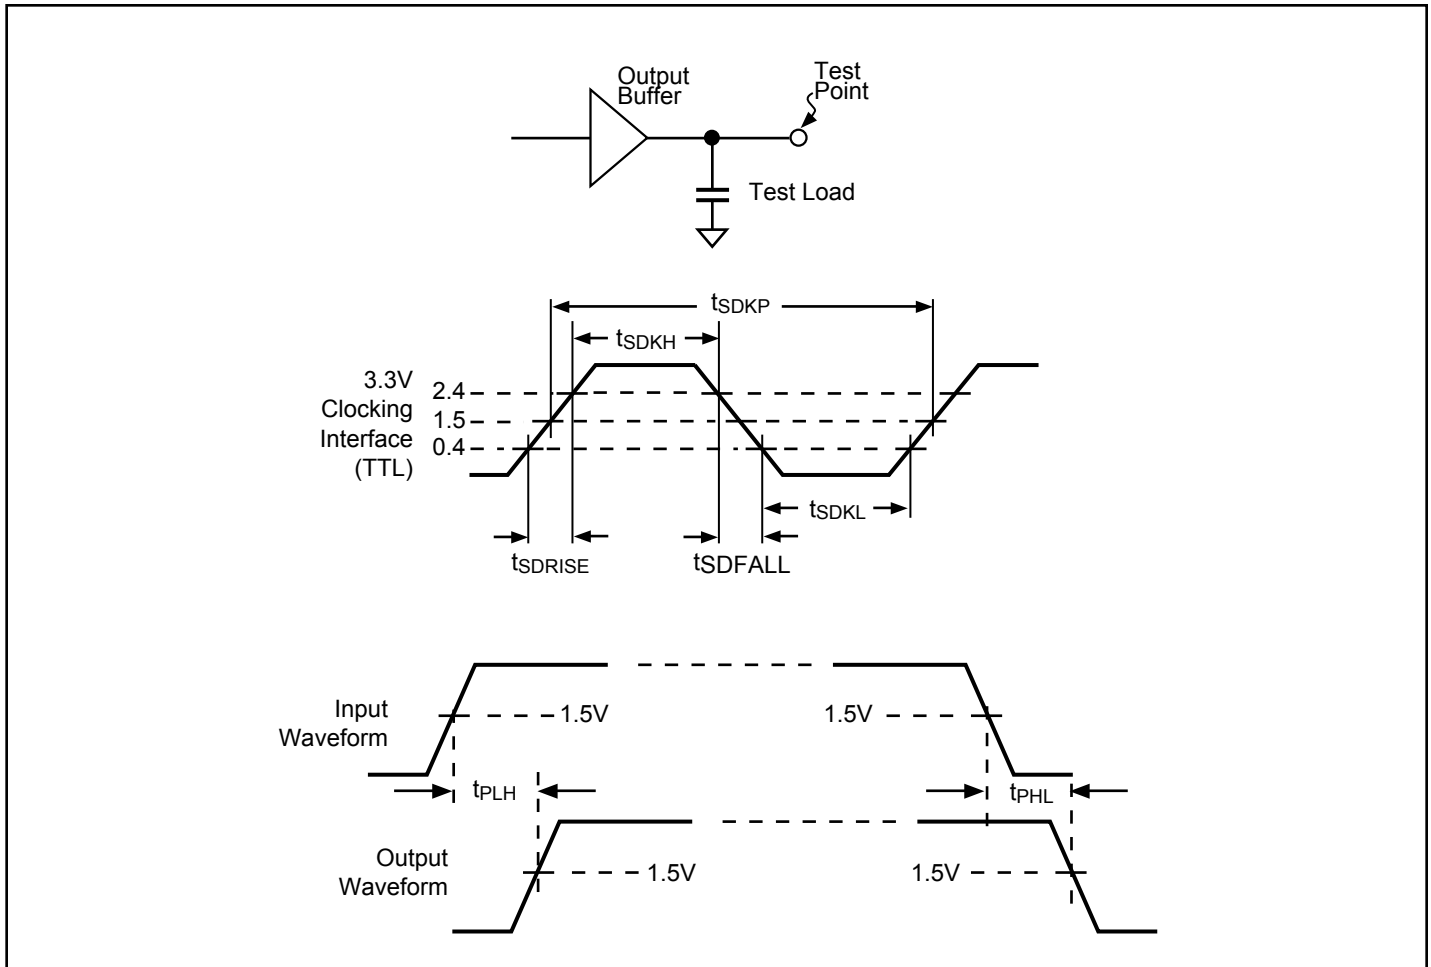 Output
Buffer
Test
Point
Test Load
tSDKP
tSDKH
3.3V
Clocking
Interface
(TTL)
2.4
1.5
0.4
tSDKL
tSDRISE
tSDFALL
Input
Waveform
1.5V
1.5V
tPLH
tPHL
Output
Waveform
1.5V
1.5V